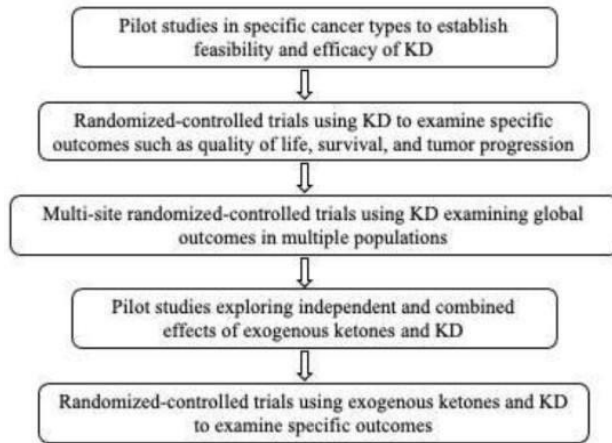 Pilot studies in specific cancer types to establish
feasibility and efficacy of KD
Randomized-controlled trials using KD to examine specific
outcomes such as quality of life, survival, and tumor progression
Multi-site randomized-controlled trials using KD examining global
outcomes in multiple populations
Pilot studies exploring independent and combined
effects of exogenous ketones and KD
Randomized-controlled trials using exogenous ketones and KD
to examine specific outcomes